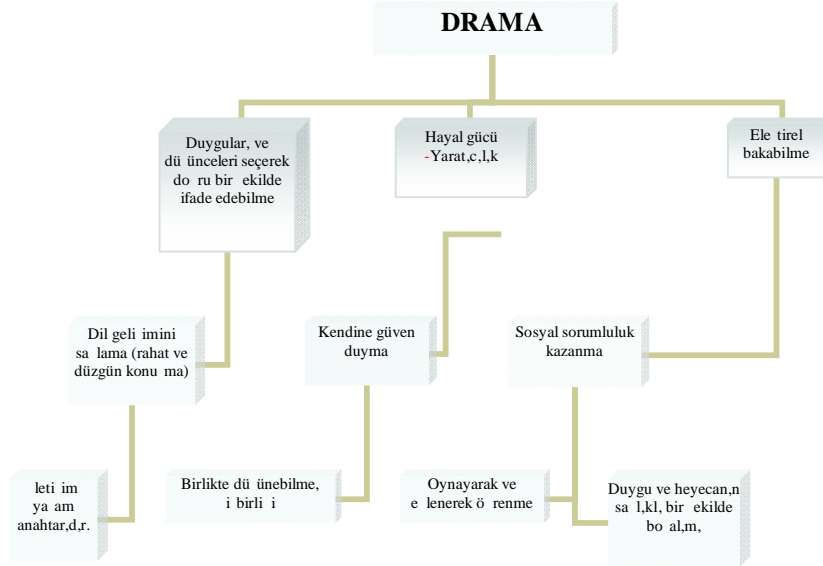 DRAMA
Duygular, ve
dü ünceleri seçerek
do ru bir ekilde
ifade edebilme
Hayal gücü
-Yarat,c,l,k
Ele tirel
bakabilme
Dil geli imini
sa lama (rahat ve
düzgün konu ma)
Kendine güven
duyma
Sosyal sorumluluk
kazanma
leti im
ya am
anahtar,d,r.
Birlikte dü ünebilme,
i birli i
Oynayarak ve
e lenerek ö renme
Duygu ve heyecan,n
sa l,kl, bir ekilde
bo al,m,